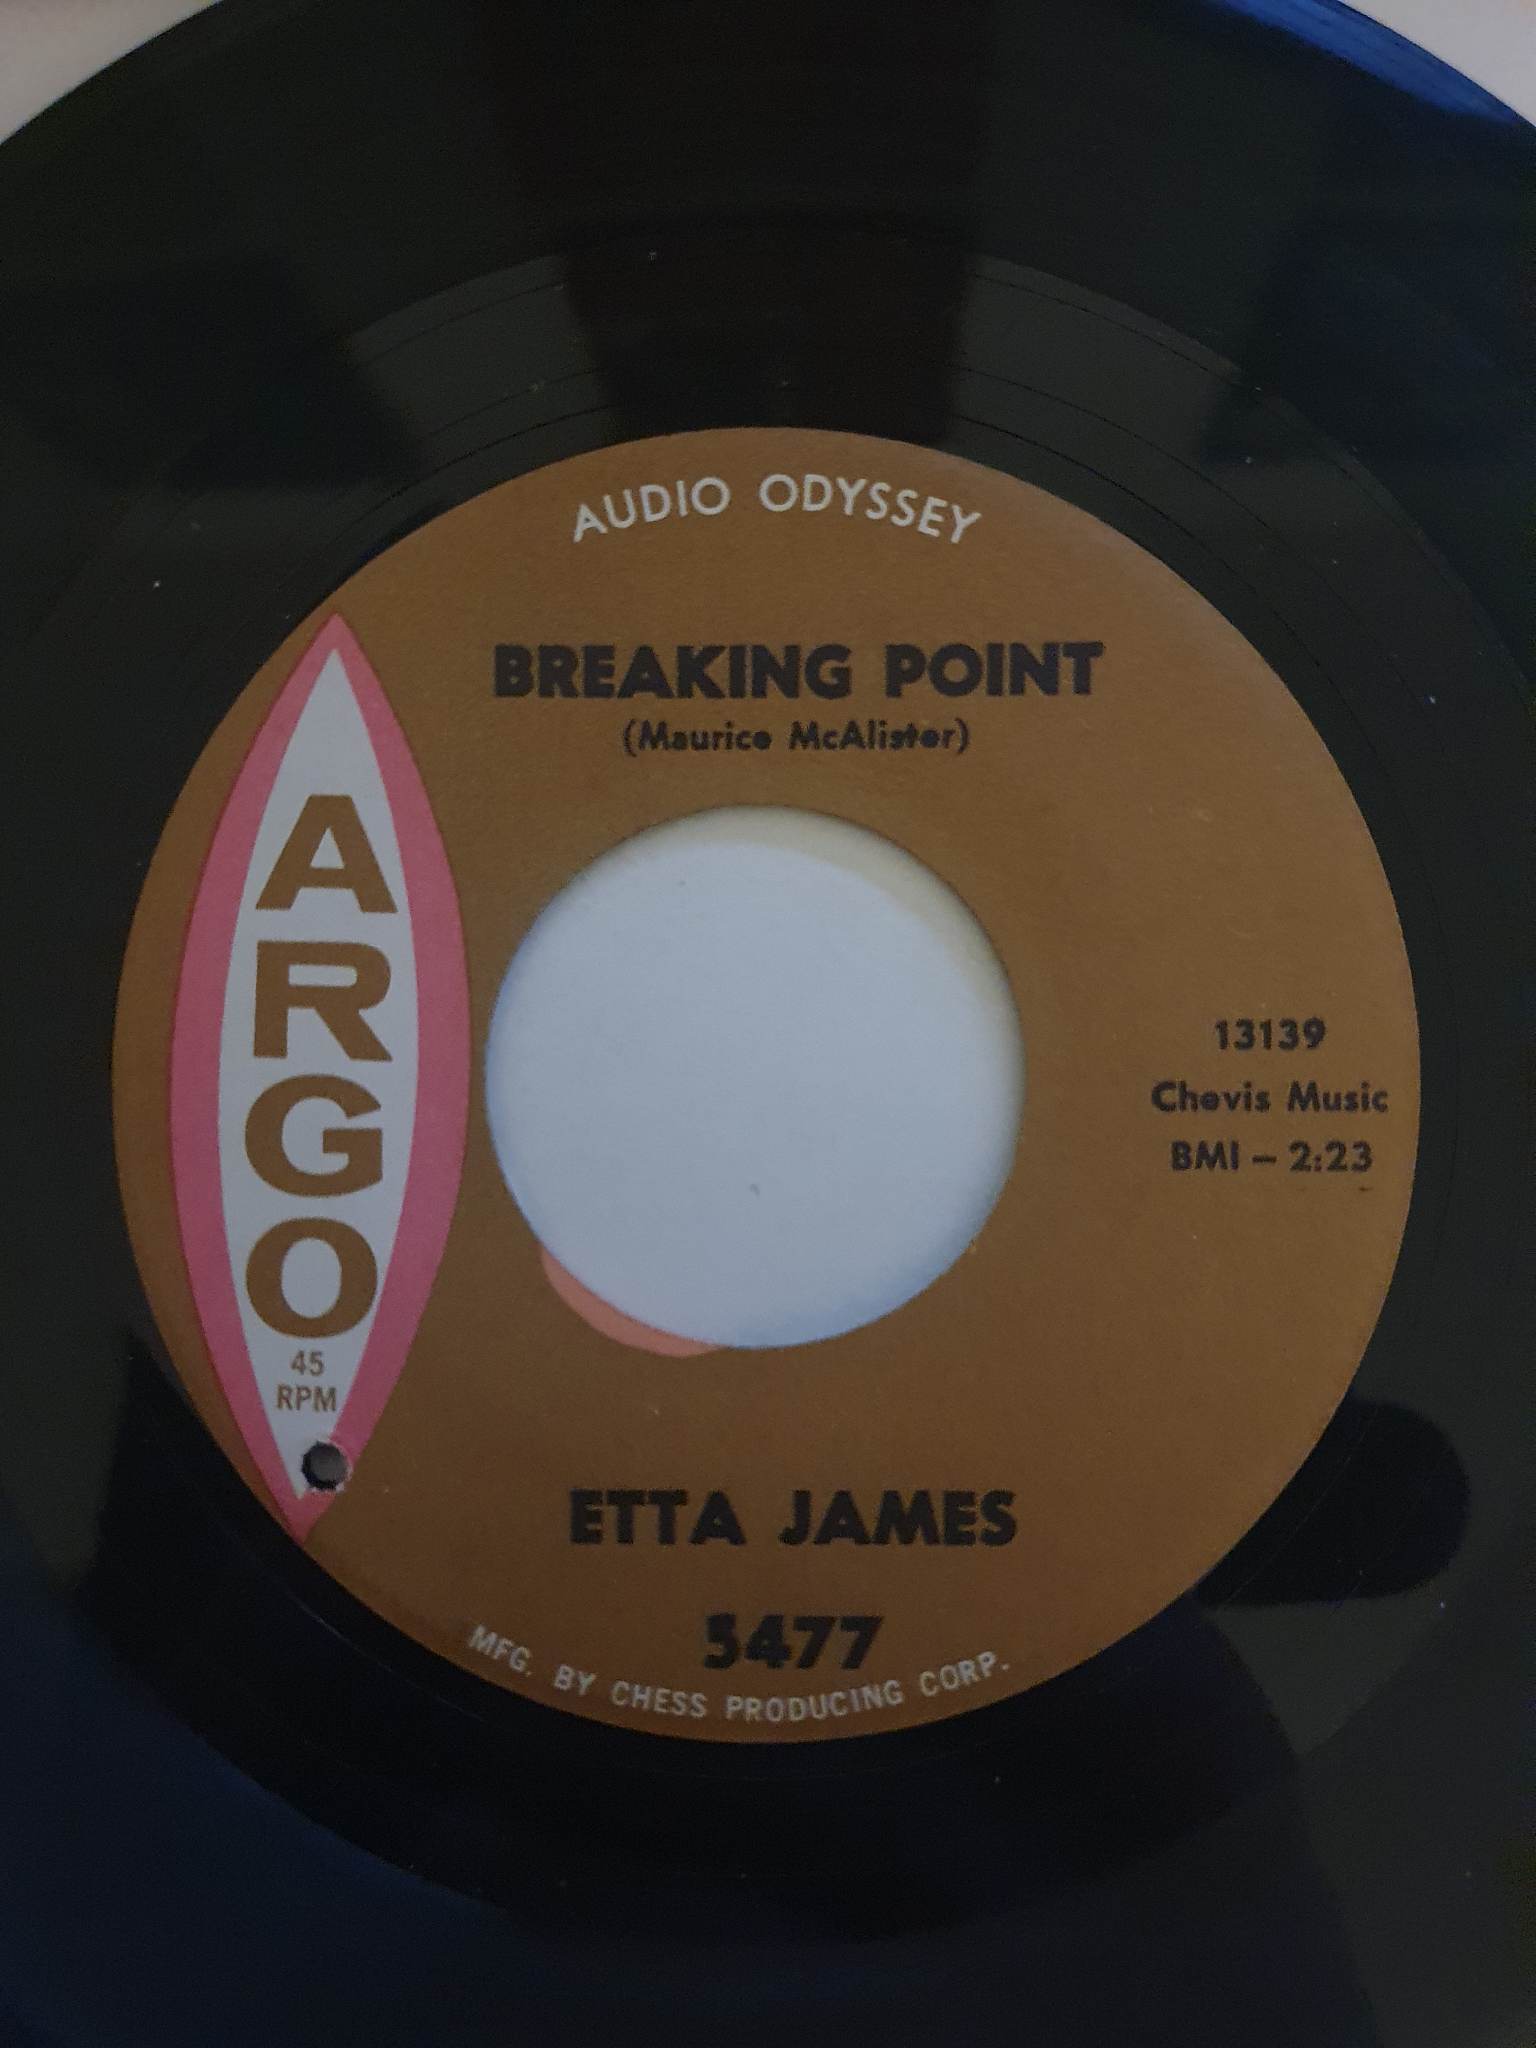 AUDIO ODYSSEY
BREAKING POINT
(Maurice McAlister)
ARGO
45
RPM
13139
Chevis Music
BMI – 2:23
ETTA JAMES
5477
MFG. BY CHESS PRODUCING CORP.